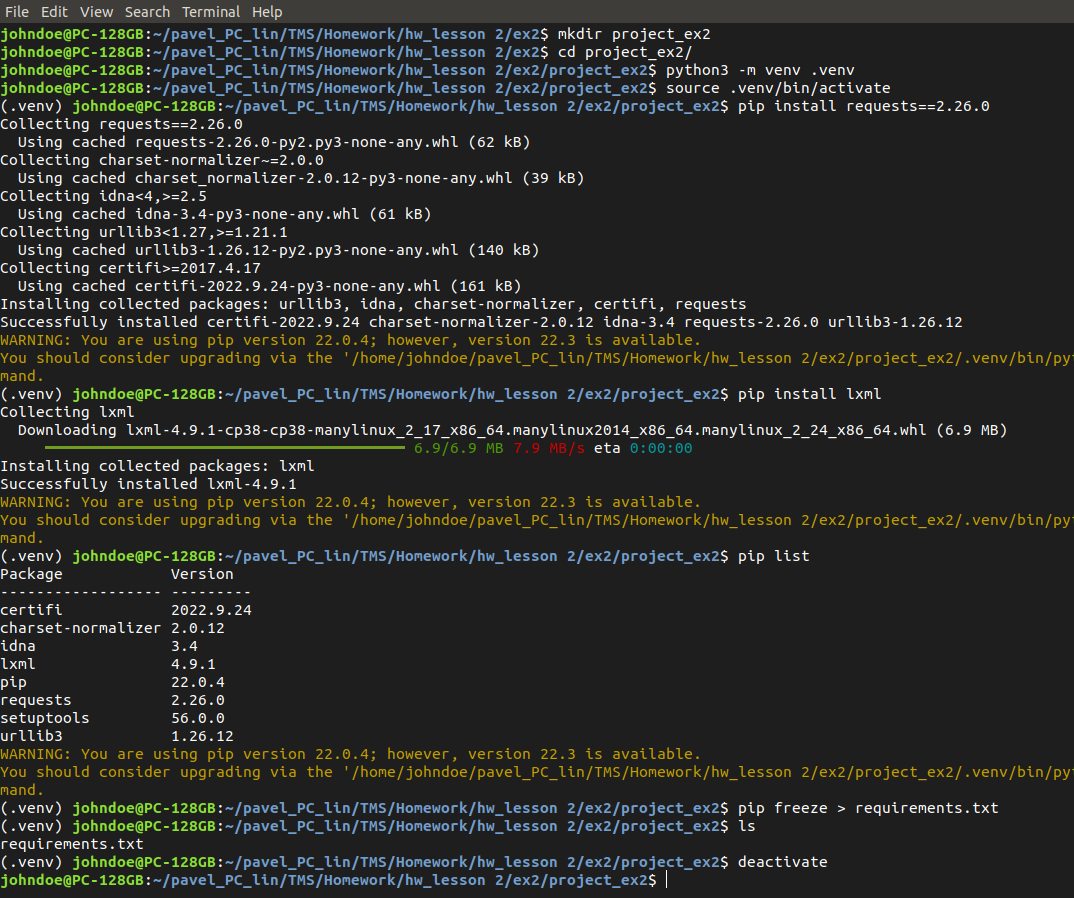 File Edit View Search Terminal Help
johndoe@PC-128GB:~/pavel_PC_lin/TMS/Homework/hw_lesson 2/ex2$ mkdir project_ex2
johndoe@PC-128GB:~/pavel_PC_lin/TMS/Homework/hw_lesson 2/ex2$ cd project_ex2/
johndoe@PC-128GB:~/pavel_PC_lin/TMS/Homework/hw_lesson 2/ex2/project_ex2$ python3 -m venv .venv
johndoe@PC-128GB:~/pavel_PC_lin/TMS/Homework/hw_lesson 2/ex2/project_ex2$ source .venv/bin/activate
(.venv) johndoe@PC-128GB:~/pavel_PC_lin/TMS/Homework/hw_lesson 2/ex2/project_ex2$ pip install requests==2.26.0
Collecting requests==2.26.0
  Using cached requests-2.26.0-py2.py3-none-any.whl (62 kB)
Collecting charset-normalizer~=2.0.0
  Using cached charset_normalizer-2.0.12-py3-none-any.whl (39 kB)
Collecting idna<4,>=2.5
  Using cached idna-3.4-py3-none-any.whl (61 kB)
Collecting urllib3<1.27,>=1.21.1
  Using cached urllib3-1.26.12-py2.py3-none-any.whl (140 kB)
Collecting certifi>=2017.4.17
  Using cached certifi-2022.9.24-py3-none-any.whl (161 kB)
Installing collected packages: urllib3, idna, charset-normalizer, certifi, requests
Successfully installed certifi-2022.9.24 charset-normalizer-2.0.12 idna-3.4 requests-2.26.0 urllib3-1.26.12
WARNING: You are using pip version 22.0.4; however, version 22.3 is available.
You should consider upgrading via the '/home/johndoe/pavel_PC_lin/TMS/Homework/hw_lesson 2/ex2/project_ex2/.venv/bin/pyt
mand.
(.venv) johndoe@PC-128GB:~/pavel_PC_lin/TMS/Homework/hw_lesson 2/ex2/project_ex2$ pip install lxml
Collecting lxml
  Downloading lxml-4.9.1-cp38-cp38-manylinux_2_17_x86_64.manylinux2014_x86_64.manylinux_2_24_x86_64.whl (6.9 MB)
6.9/6.9 MB 7.9 MB/s eta 0:00:00
Installing collected packages: lxml
Successfully installed lxml-4.9.1
WARNING: You are using pip version 22.0.4; however, version 22.3 is available.
You should consider upgrading via the '/home/johndoe/pavel_PC_lin/TMS/Homework/hw_lesson 2/ex2/project_ex2/.venv/bin/pyt
mand.
(.venv) johndoe@PC-128GB:~/pavel_PC_lin/TMS/Homework/hw_lesson 2/ex2/project_ex2$ pip list
Package            Version
------------------ ---------
certifi            2022.9.24
charset-normalizer 2.0.12
idna               3.4
lxml               4.9.1
pip                22.0.4
requests           2.26.0
setuptools         56.0.0
urllib3            1.26.12
WARNING: You are using pip version 22.0.4; however, version 22.3 is available.
You should consider upgrading via the '/home/johndoe/pavel_PC_lin/TMS/Homework/hw_lesson 2/ex2/project_ex2/.venv/bin/pyt
mand.
(.venv) johndoe@PC-128GB:~/pavel_PC_lin/TMS/Homework/hw_lesson 2/ex2/project_ex2$ pip freeze > requirements.txt
(.venv) johndoe@PC-128GB:~/pavel_PC_lin/TMS/Homework/hw_lesson 2/ex2/project_ex2$ ls
requirements.txt
(.venv) johndoe@PC-128GB:~/pavel_PC_lin/TMS/Homework/hw_lesson 2/ex2/project_ex2$ deactivate
johndoe@PC-128GB:~/pavel_PC_lin/TMS/Homework/hw_lesson 2/ex2/project_ex2$